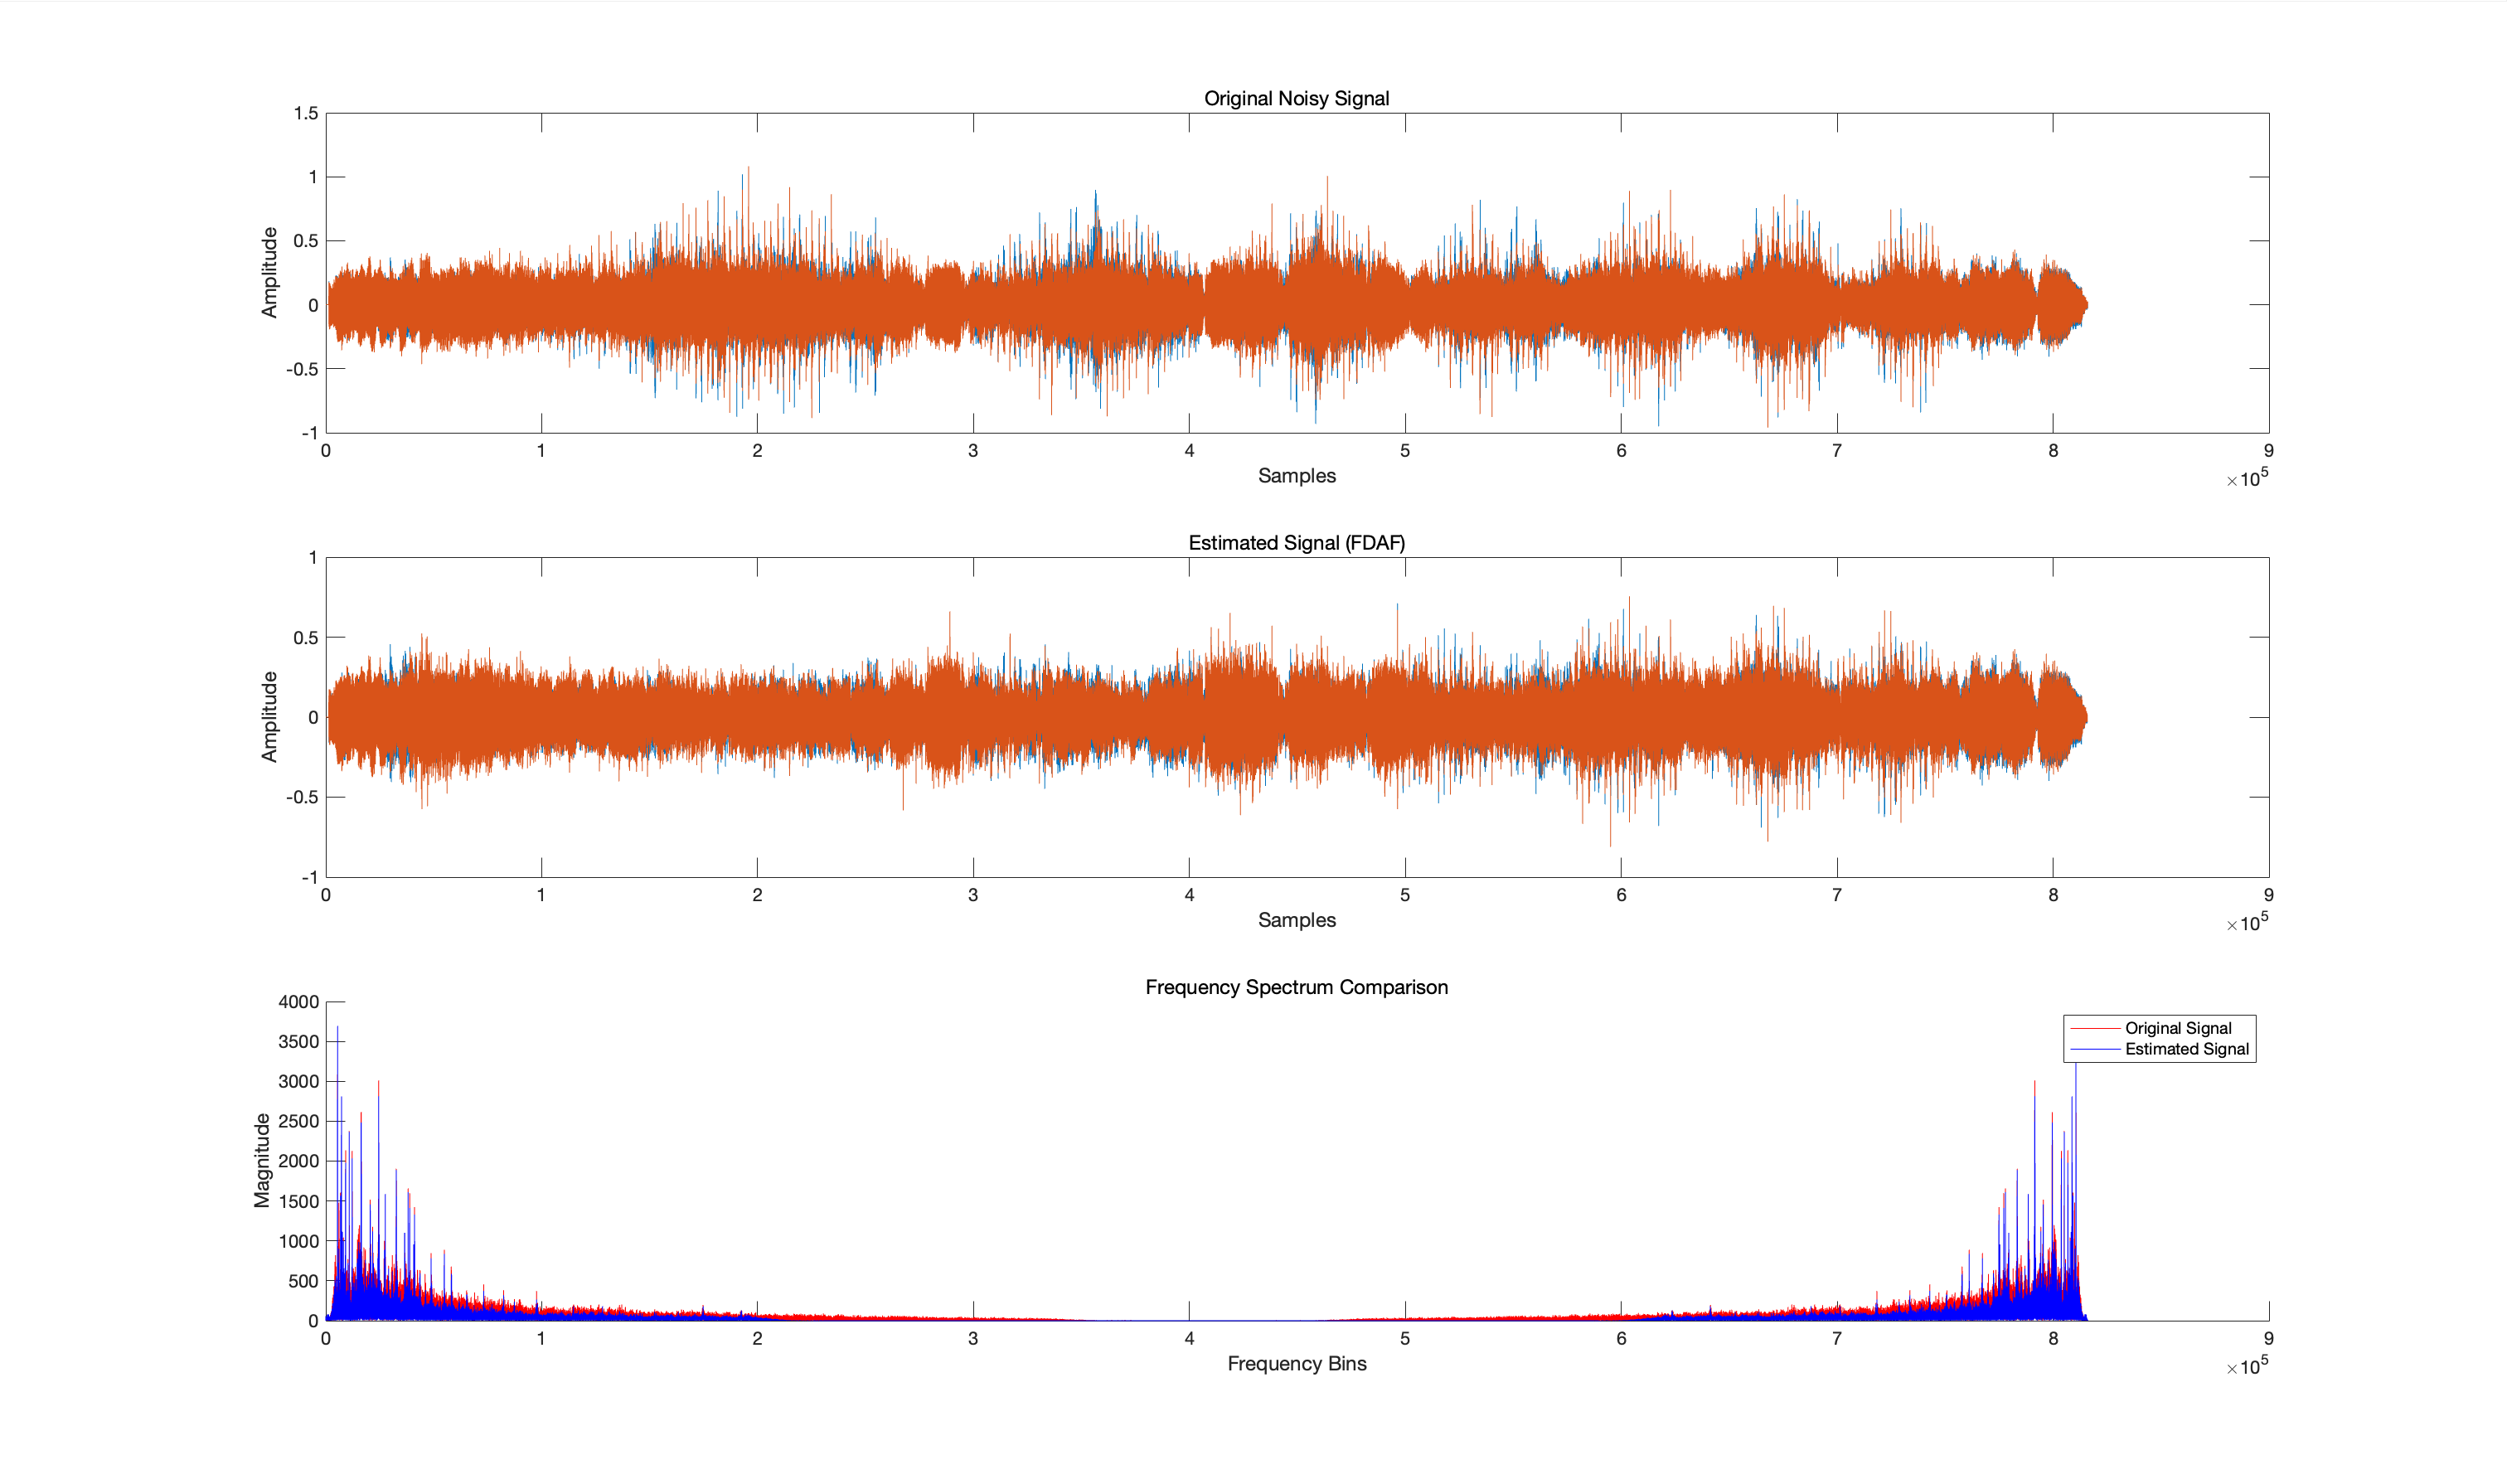 Original Noisy Signal
1.5
1
0.5
0
-0.5
-1
Amplitude
0 1 2 3 4 5 6 7 8 9
Samples
×10^5
Estimated Signal (FDAF)
1
0.5
0
-0.5
-1
Amplitude
0 1 2 3 4 5 6 7 8 9
Samples
×10^5
Frequency Spectrum Comparison
4000
3500
3000
2500
2000
1500
1000
500
0
Magnitude
Original Signal
Estimated Signal
0 1 2 3 4 5 6 7 8 9
Frequency Bins
×10^5